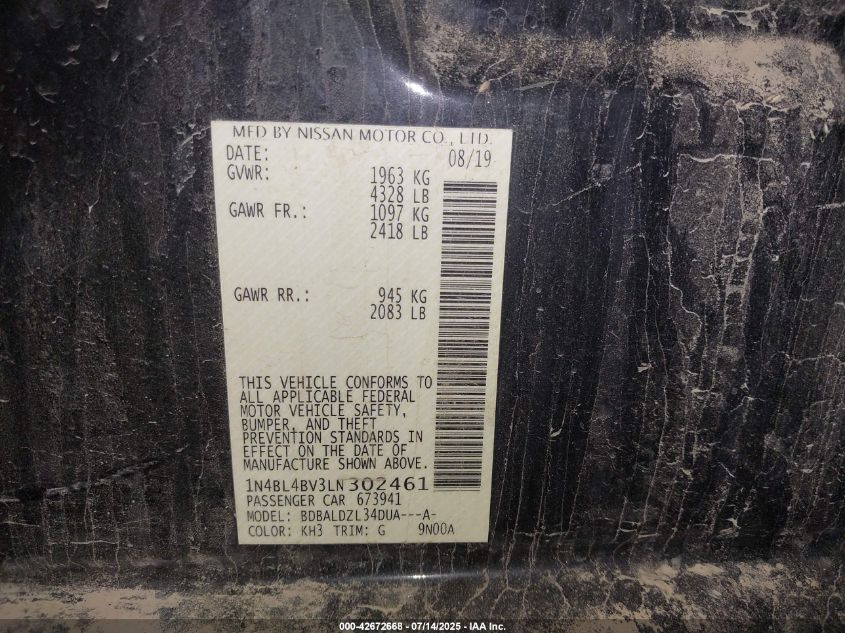 MFD BY NISSAN MOTOR CO., LTD.
DATE: 08/19
GVWR: 1963 KG
4328 LB
GAWR FR.: 1097 KG
2418 LB
GAWR RR.: 945 KG
2083 LB
THIS VEHICLE CONFORMS TO
ALL APPLICABLE FEDERAL
MOTOR VEHICLE SAFETY,
BUMPER, AND THEFT
PREVENTION STANDARDS IN
EFFECT ON THE DATE OF
MANUFACTURE SHOWN ABOVE.
1N4BL4BV3LN302461
PASSENGER CAR 673941
MODEL: BDBALDZL34DUA---A-
COLOR: KH3 TRIM: G 9N00A
000-42672668 - 07/14/2025 - IAA Inc.